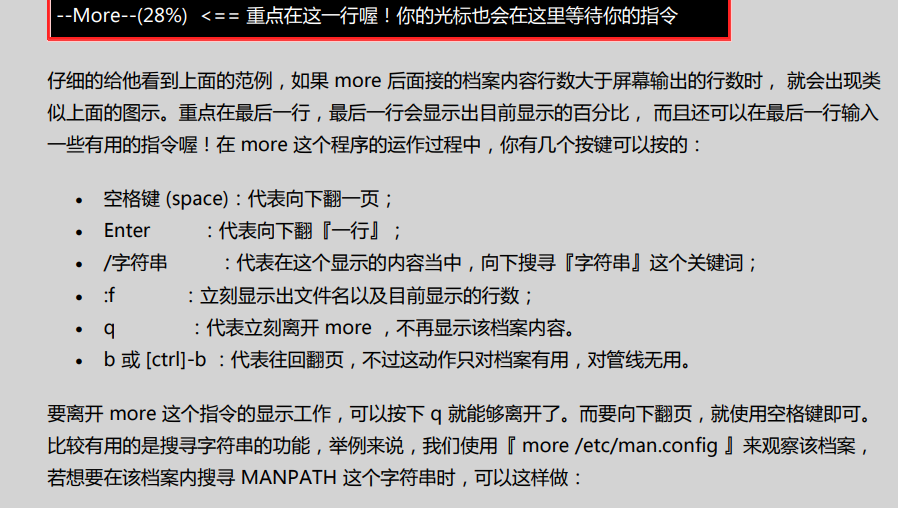 --More--(28%) <== 重点在这一行喔！你的光标也会在这里等待你的指令
仔细的给他看到上面的范例，如果 more 后面接的档案内容行数大于屏幕输出的行数时， 就会出现类
似上面的图示。重点在最后一行，最后一行会显示出目前显示的百分比， 而且还可以在最后一行输入
一些有用的指令喔！在 more 这个程序的运作过程中，你有几个按键可以按的：
• 空格键 (space)：代表向下翻一页；
• Enter ：代表向下翻『一行』；
• /字符串 ：代表在这个显示的内容当中，向下搜寻『字符串』这个关键词；
• :f ：立刻显示出文件名以及目前显示的行数；
• q ：代表立刻离开 more ，不再显示该档案内容。
• b 或 [ctrl]-b ：代表往回翻页，不过这动作只对档案有用，对管线无用。
要离开 more 这个指令的显示工作，可以按下 q 就能够离开了。而要向下翻页，就使用空格键即可。
比较有用的是搜寻字符串的功能，举例来说，我们使用『 more /etc/man.config 』来观察该档案，
若想要在该档案内搜寻 MANPATH 这个字符串时，可以这样做：